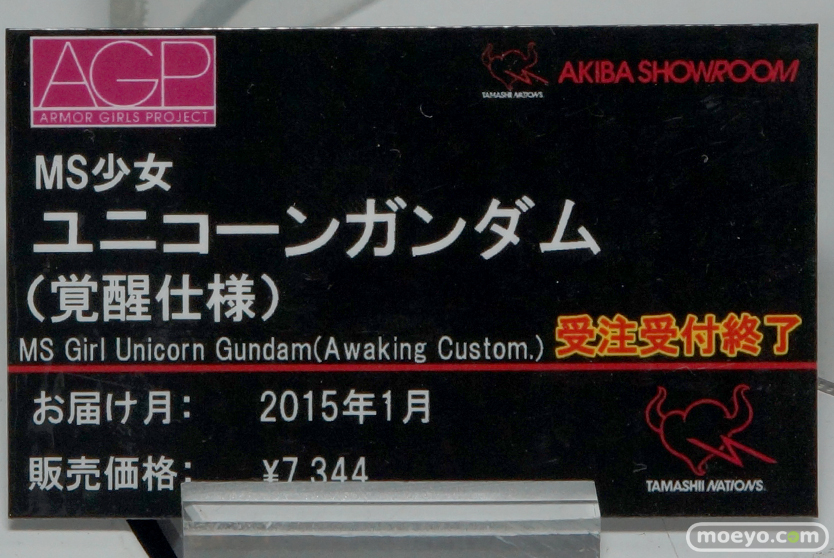 AGP
ARMOR GIRLS PROJECT
TAMASHII NATIONS
AKIBA SHOWROOM
MS少女
ユニコーンガンダム
(覚醒仕様)
MS Girl Unicorn Gundam(Awaking Custom.)
受注受付終了
お届け月: 2015年1月
販売価格: ¥7,344
TAMASHII NATIONS
moeyo.com